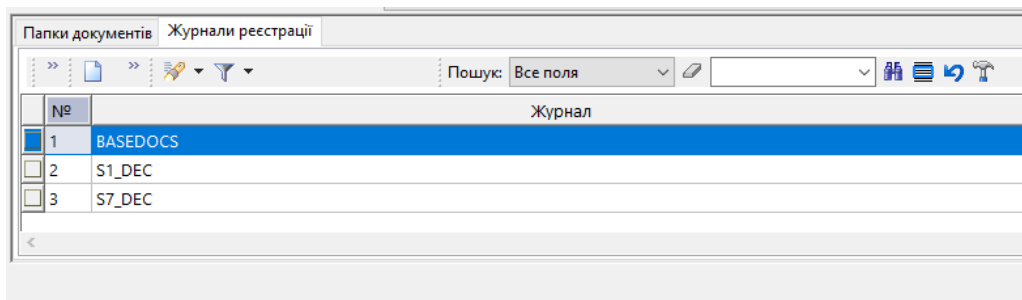 Папки документів Журнали реєстрації
Пошук: Все поля
№ Журнал
1 BASEDOCS
2 S1_DEC
3 S7_DEC